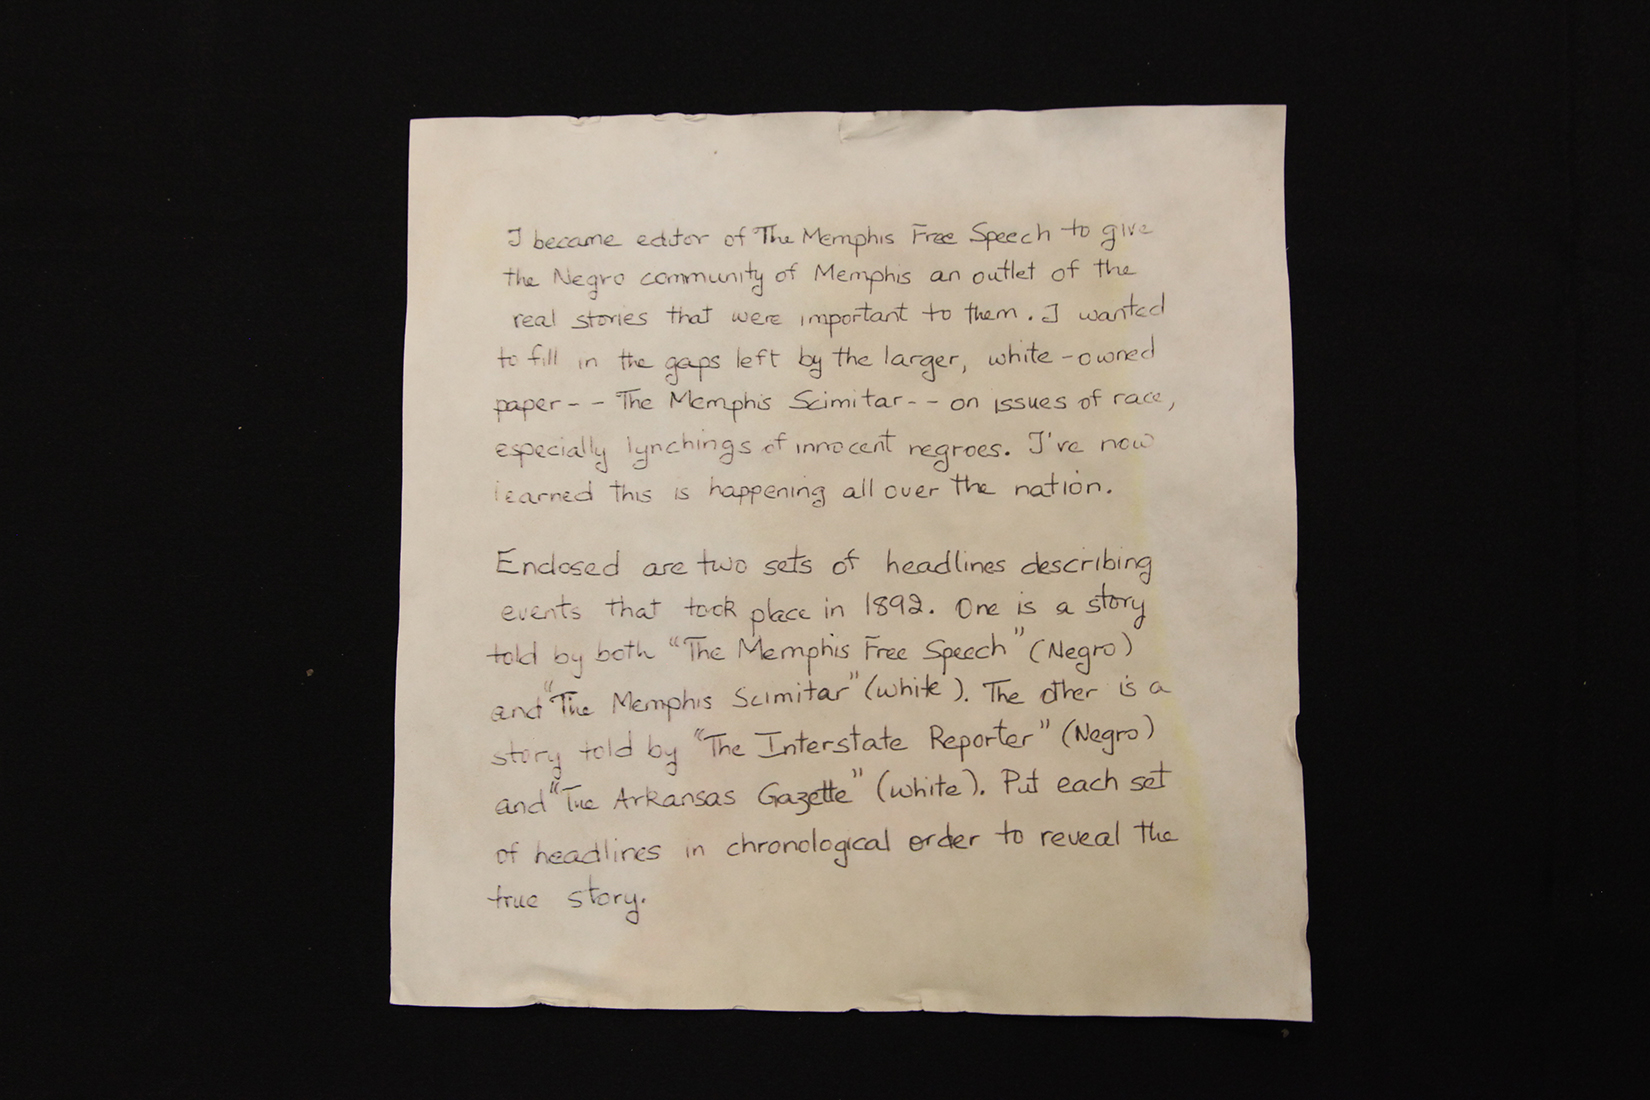 I became editor of The Memphis Free Speech to give
the Negro community of Memphis an outlet of the
real stories that were important to them. I wanted
to fill in the gaps left by the larger, white-owned
paper-- The Memphis Scimitar-- on issues of race,
especially lynchings of innocent negroes. I've now
learned this is happening all over the nation.
Enclosed are two sets of headlines describing
events that took place in 1892. One is a story
told by both "The Memphis Free Speech" (Negro)
and "The Memphis Scimitar" (white). The other is a
story told by "The Interstate Reporter" (Negro)
and "The Arkansas Gazette" (white). Put each set
of headlines in chronological order to reveal the
true story.